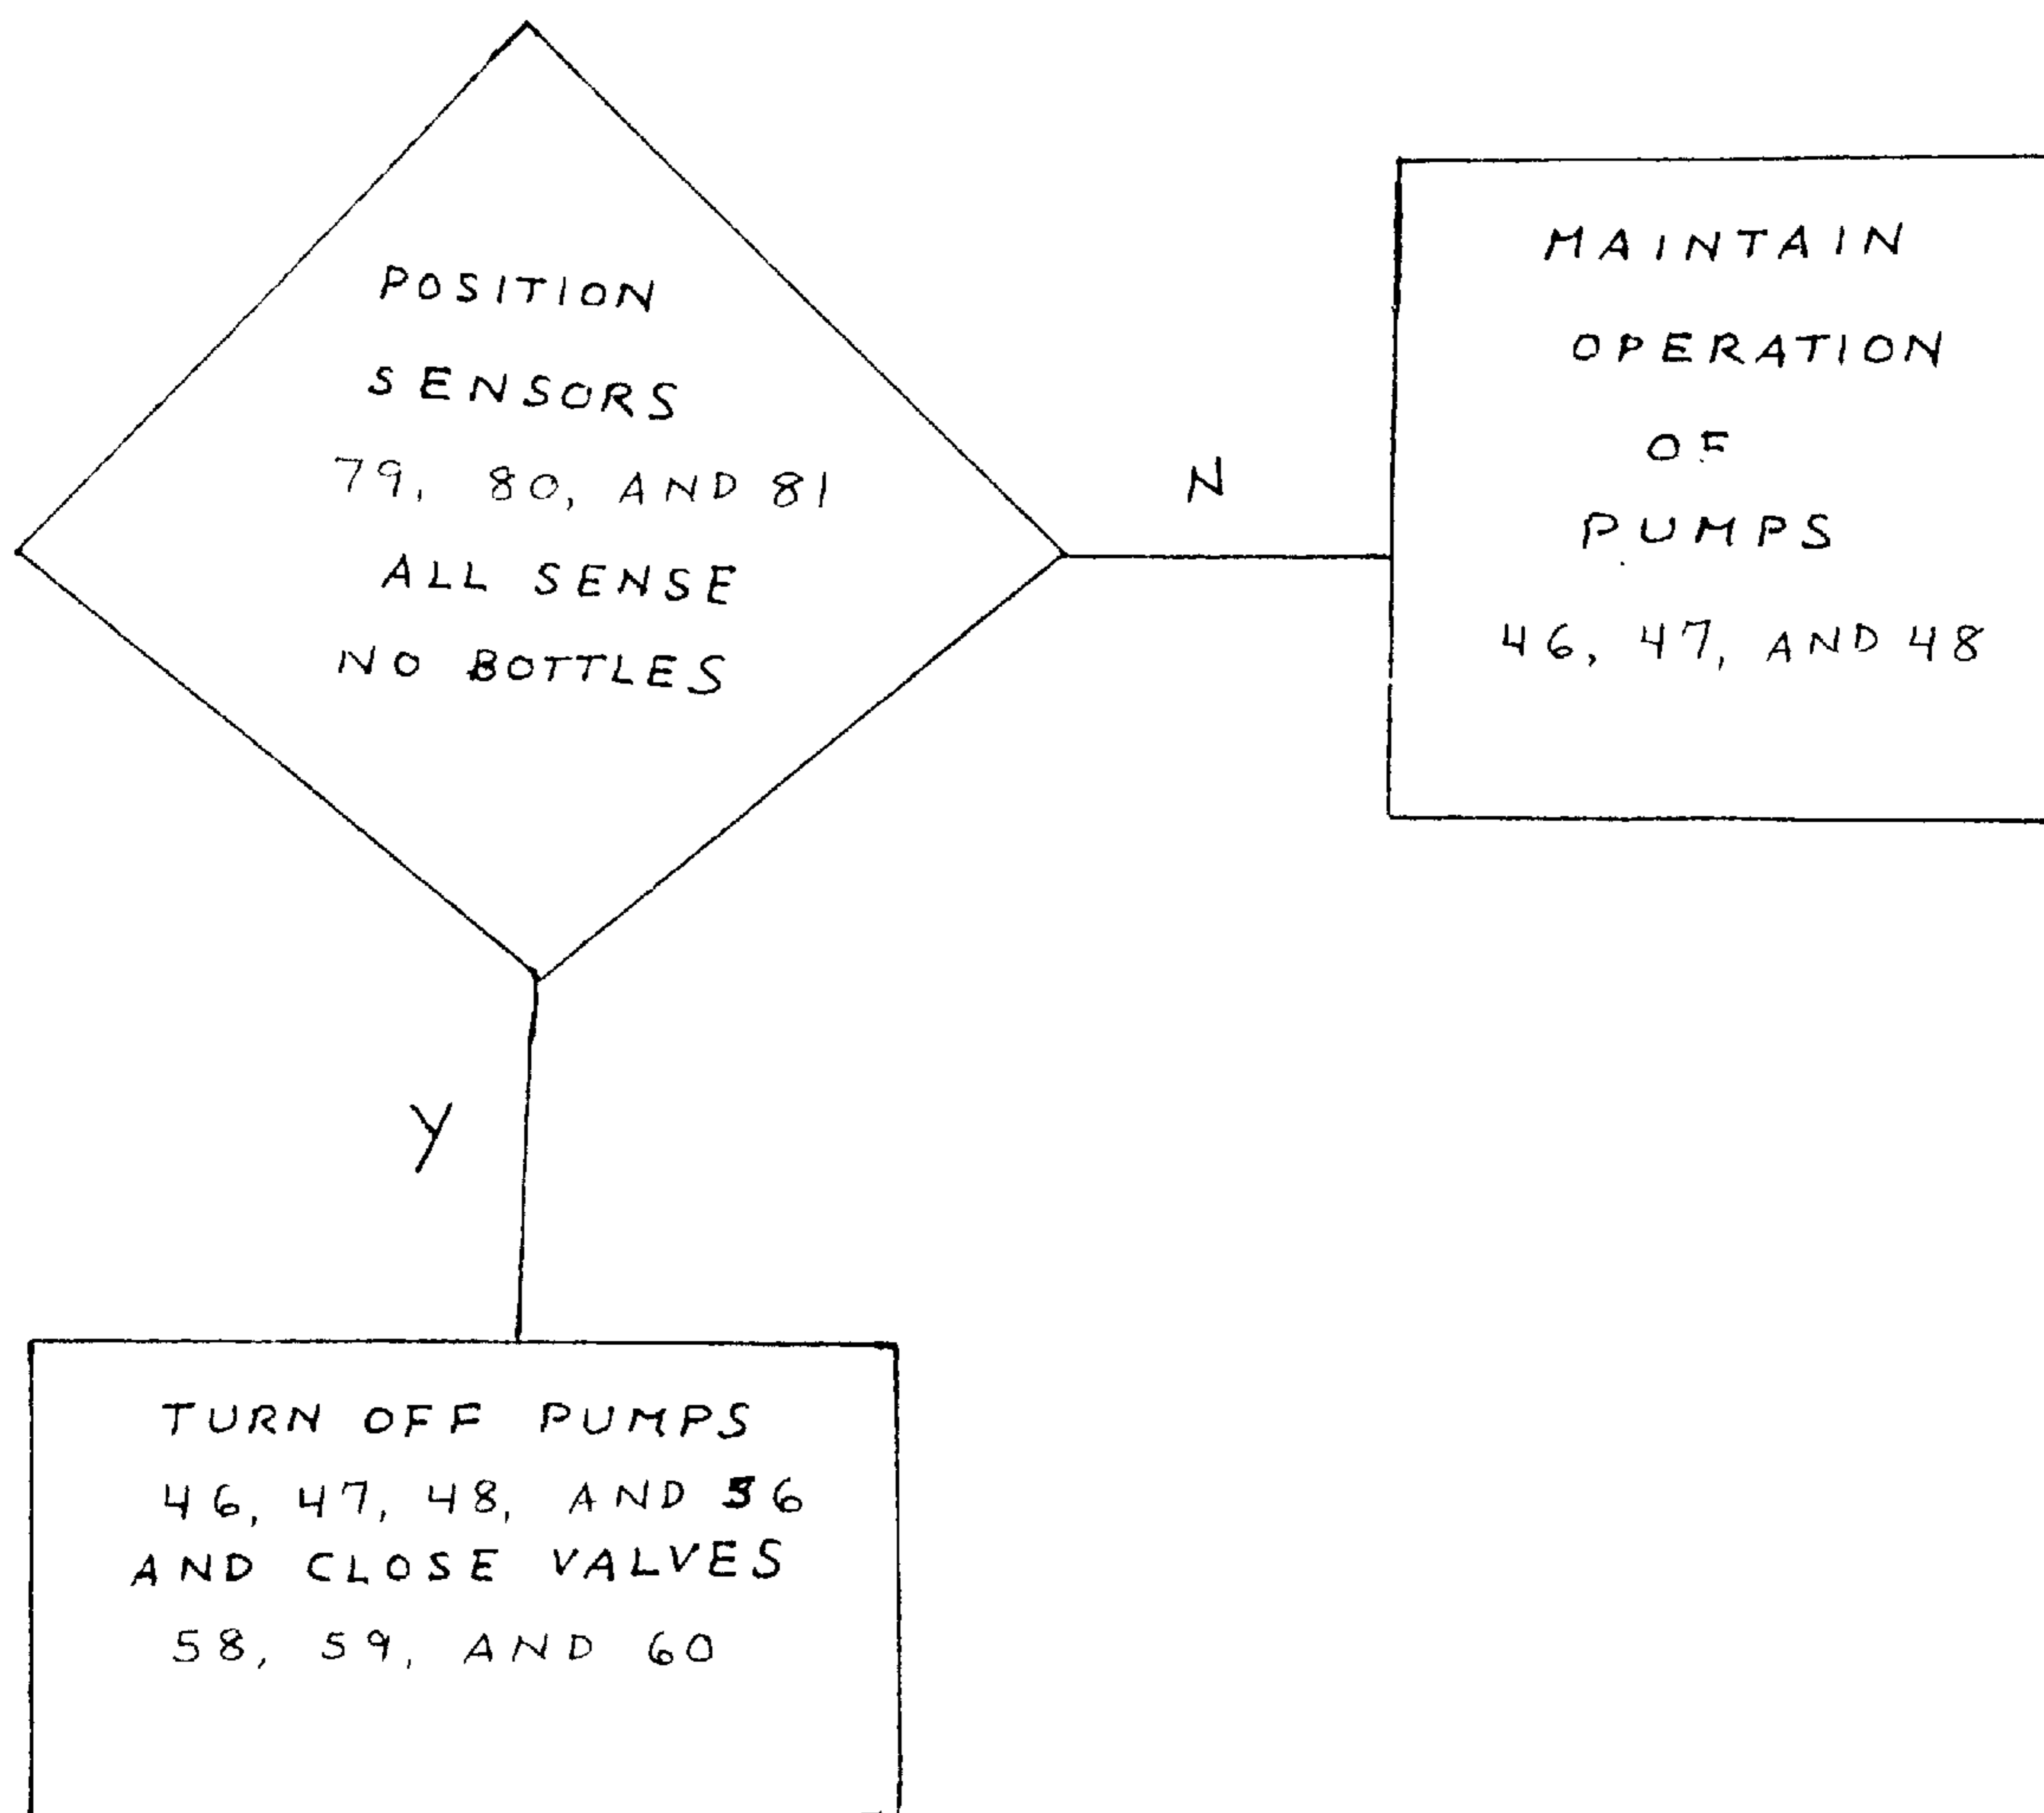 POSITION
SENSORS
79, 80, AND 81
ALL SENSE
NO BOTTLES
N
MAINTAIN
OPERATION
OF
PUMPS
46, 47, AND 48
Y
TURN OFF PUMPS
46, 47, 48, AND 56
AND CLOSE VALVES
58, 59, AND 60